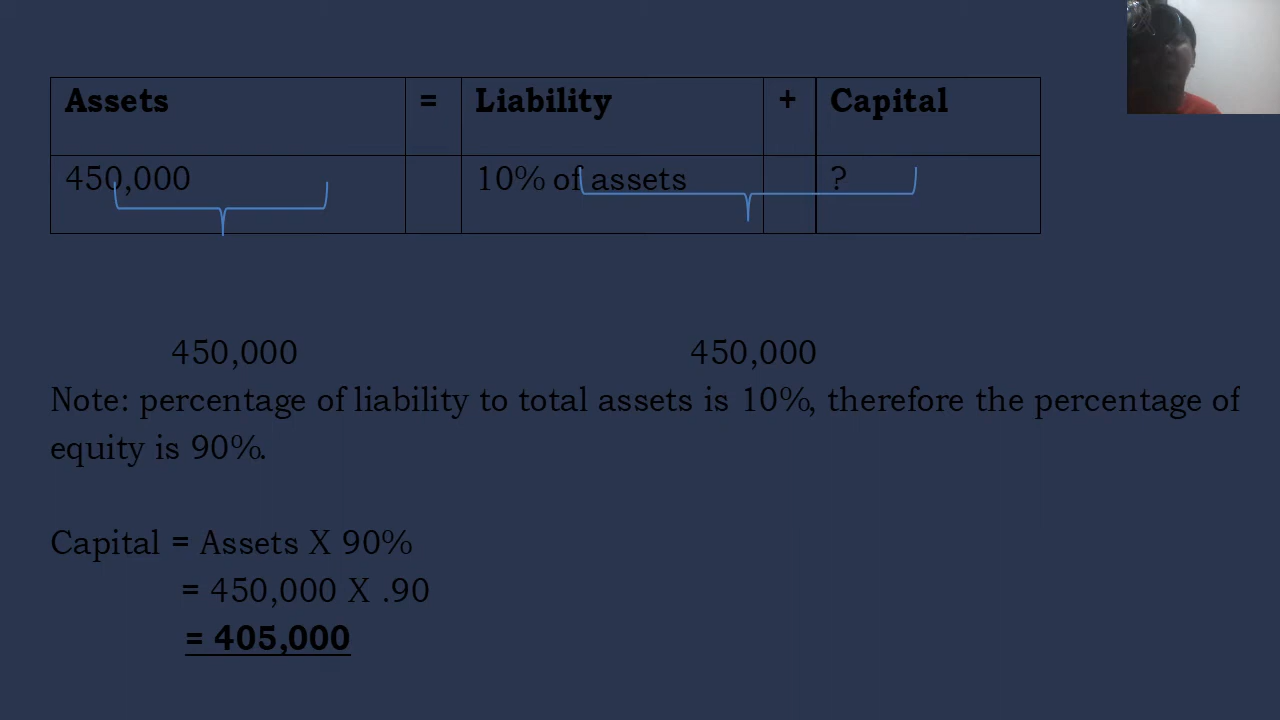 Assets = Liability + Capital
450,000 10% of assets ?
450,000 450,000
Note: percentage of liability to total assets is 10%, therefore the percentage of
equity is 90%.
Capital = Assets X 90%
= 450,000 X .90
= 405,000